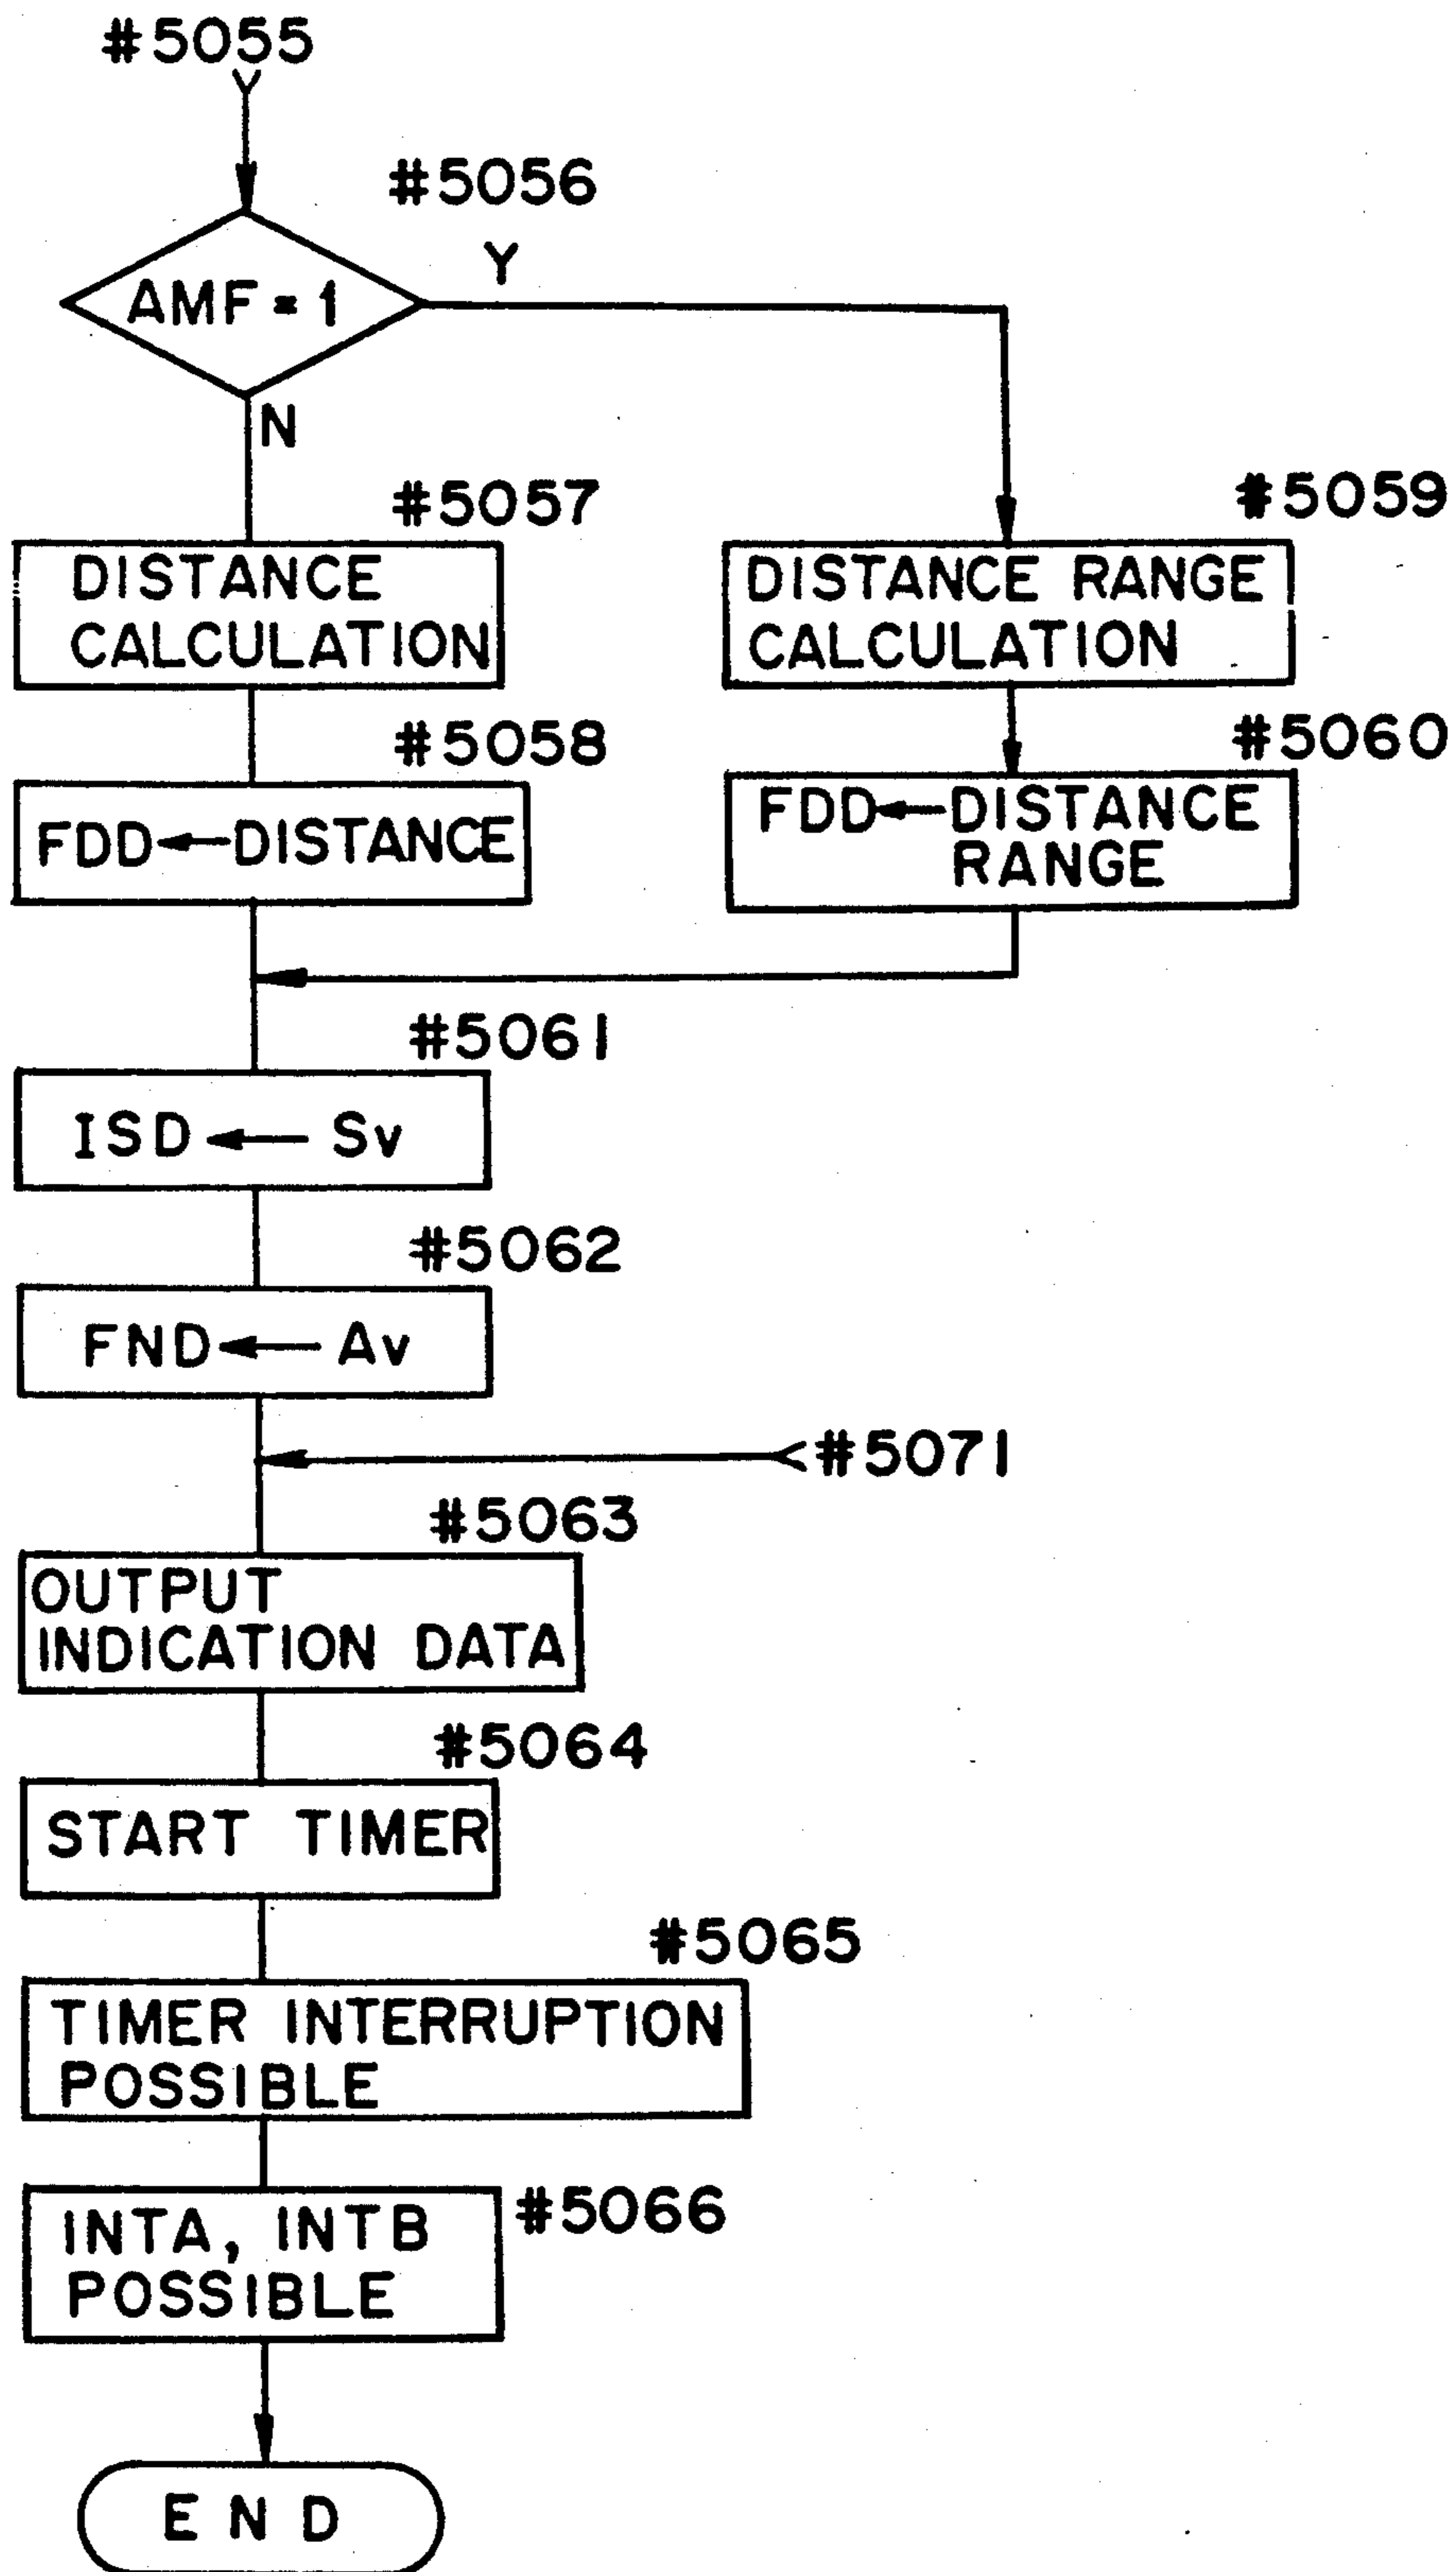 #5055
#5056
Y
AMF = 1
N
#5057
DISTANCE
CALCULATION
#5059
DISTANCE RANGE
CALCULATION
#5058
FDD←DISTANCE
#5060
FDD←DISTANCE
RANGE
#5061
ISD ← Sv
#5062
FND ← Av
#5071
#5063
OUTPUT
INDICATION DATA
#5064
START TIMER
#5065
TIMER INTERRUPTION
POSSIBLE
#5066
INTA, INTB
POSSIBLE
END